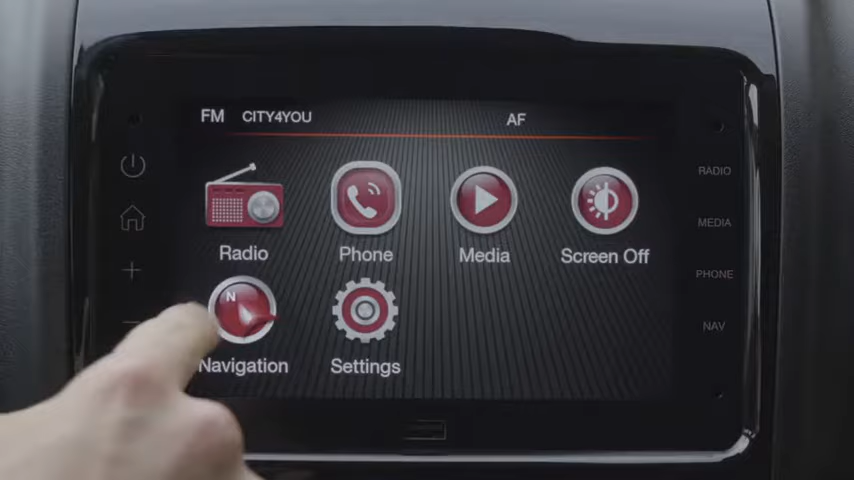 FM CITY4YOU AF
Radio Phone Media Screen Off
N
Navigation Settings
RADIO
MEDIA
PHONE
NAV